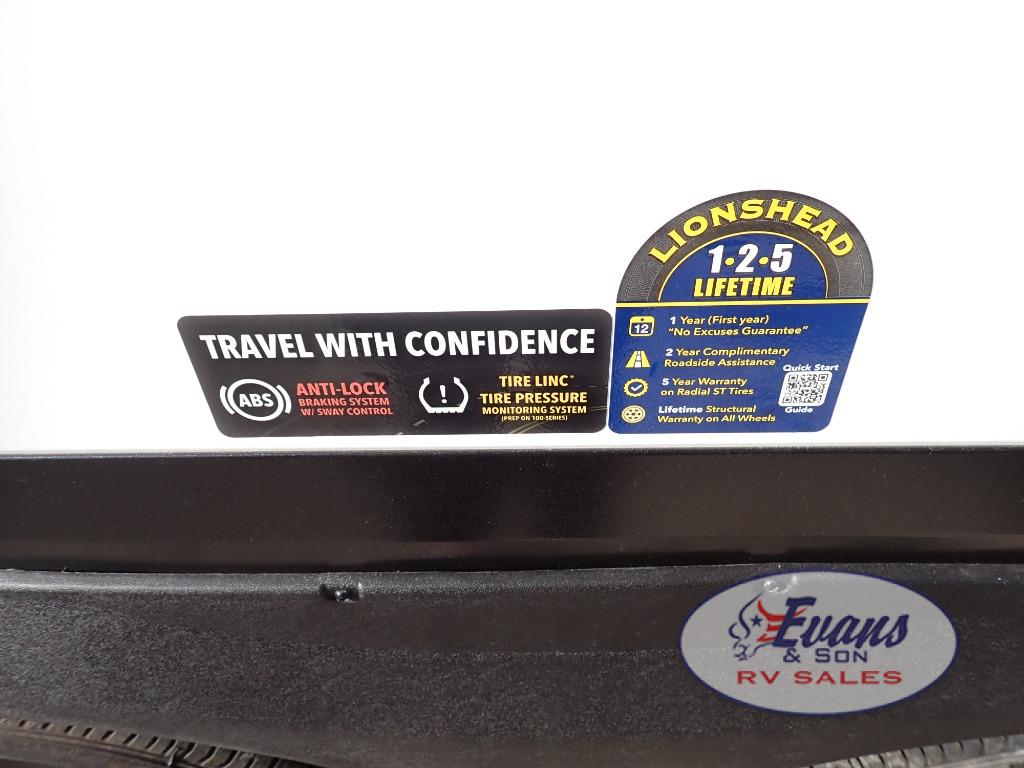 TRAVEL WITH CONFIDENCE
ABS
ANTI-LOCK
BRAKING SYSTEM
W/ SWAY CONTROL
TIRE LINC
TIRE PRESSURE
MONITORING SYSTEM
(PREP ON 100-SERIES)
LIONSHEAD
1•2•5
LIFETIME
12
1 Year (First year)
"No Excuses Guarantee"
2 Year Complimentary
Roadside Assistance
5 Year Warranty
on Radial ST Tires
Lifetime Structural
Warranty on All Wheels
Quick Start
Guide
Evans
& SON
RV SALES